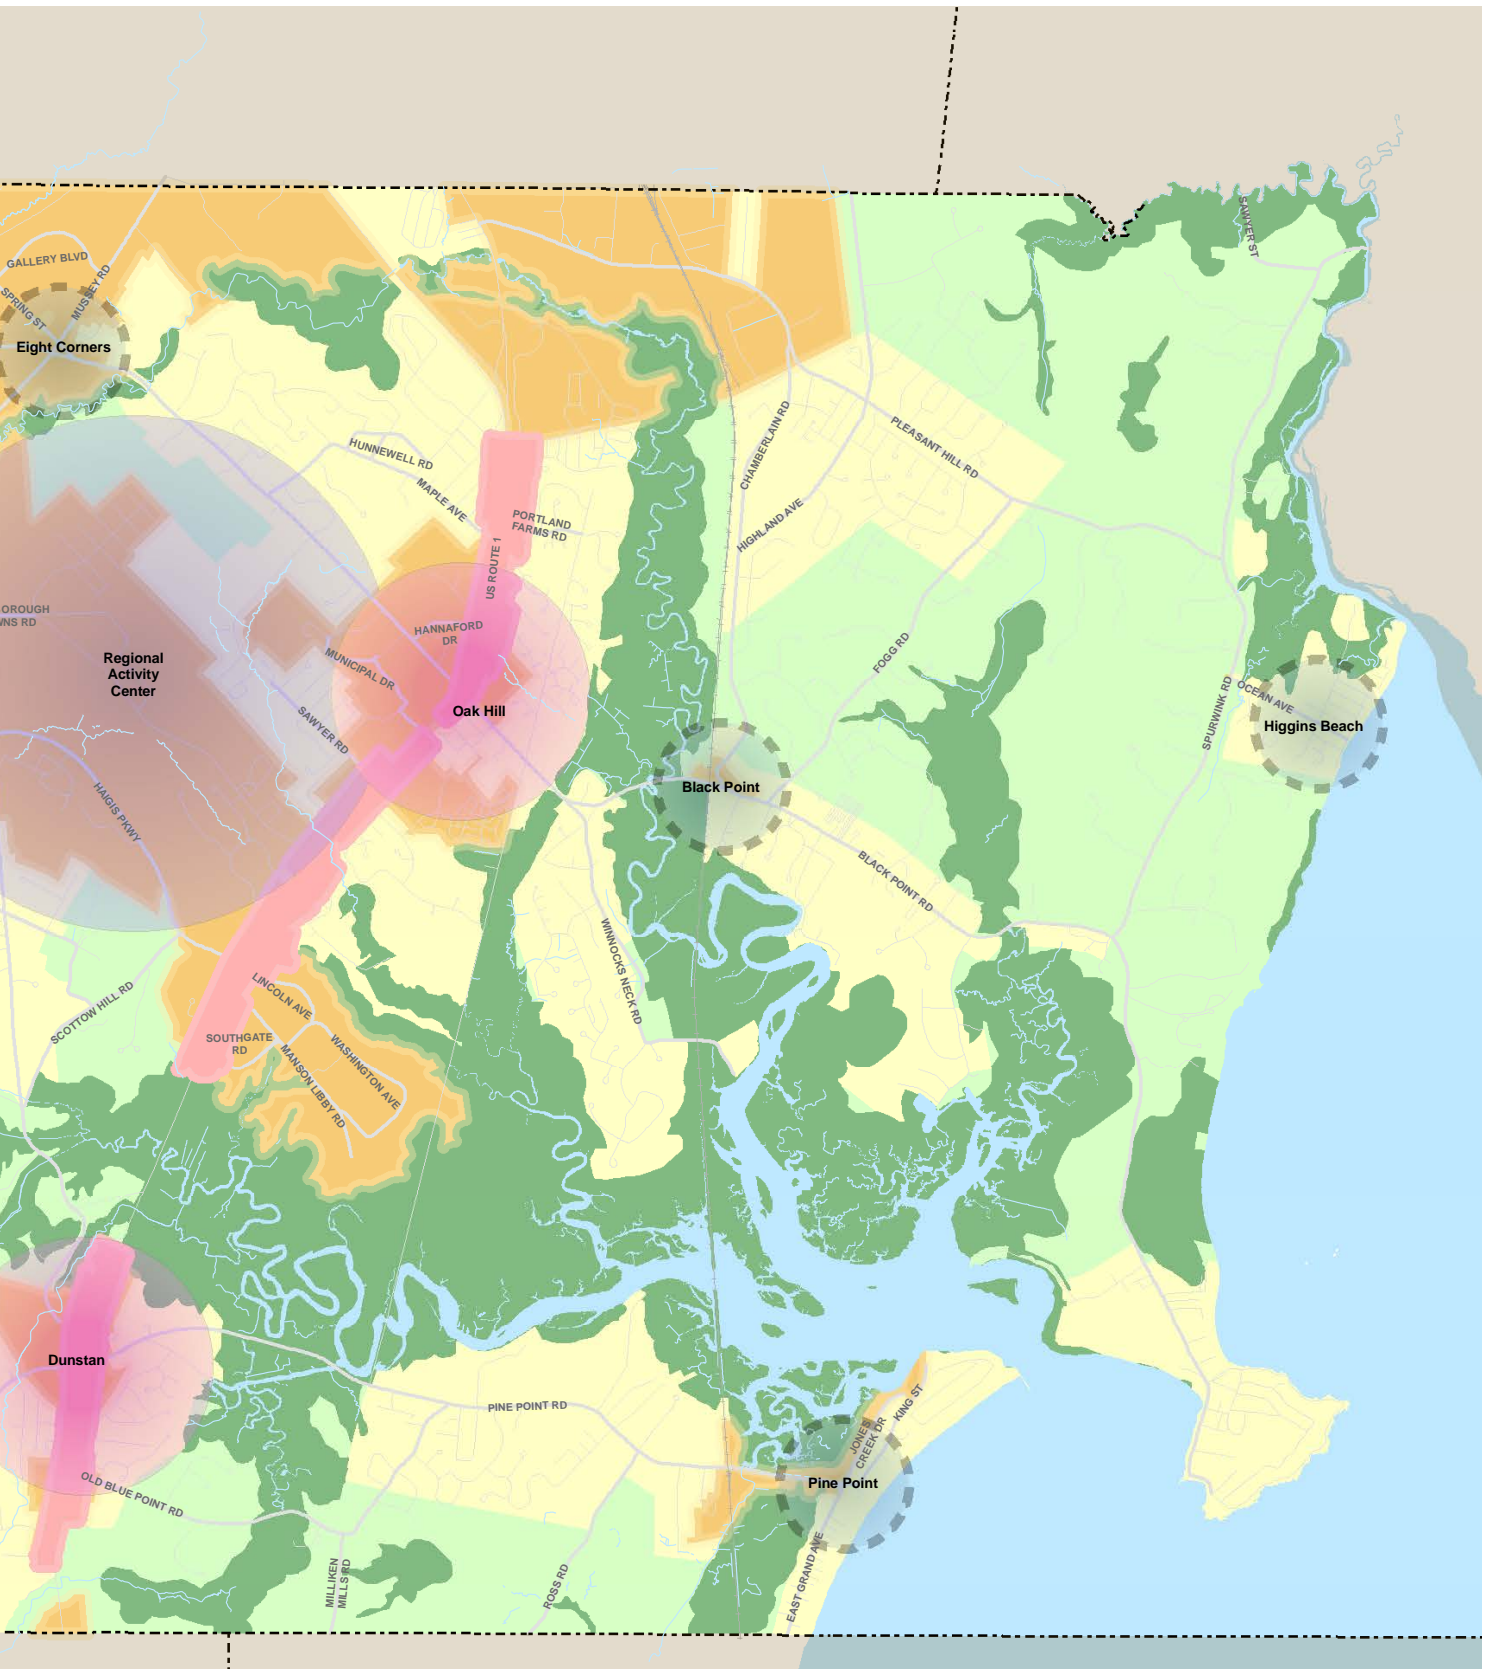 SAWYER ST
GALLERY BLVD
MUSSEY RD
SPRING ST
Eight Corners
HUNNEWELL RD
MAPLE AVE
PORTLAND
FARMS RD
CHAMBERLAIN RD
PLEASANT HILL RD
HIGHLAND AVE
US ROUTE 1
OROUGH
WNS RD
HANNAFORD
DR
MUNICIPAL DR
Regional
Activity
Center
Oak Hill
SAWYER RD
FOGG RD
SPURWINK RD
OCEAN AVE
Higgins Beach
Black Point
HAIGIS PKWY
BLACK POINT RD
WINNOCKS NECK RD
SCOTTOW HILL RD
LINCOLN AVE
SOUTHGATE
RD
MANSON LIBBY RD
WASHINGTON AVE
Dunstan
PINE POINT RD
KING ST
JONES
CREEK DR
Pine Point
OLD BLUE POINT RD
MILLIKEN
MILLS RD
ROSS RD
EAST GRAND AVE